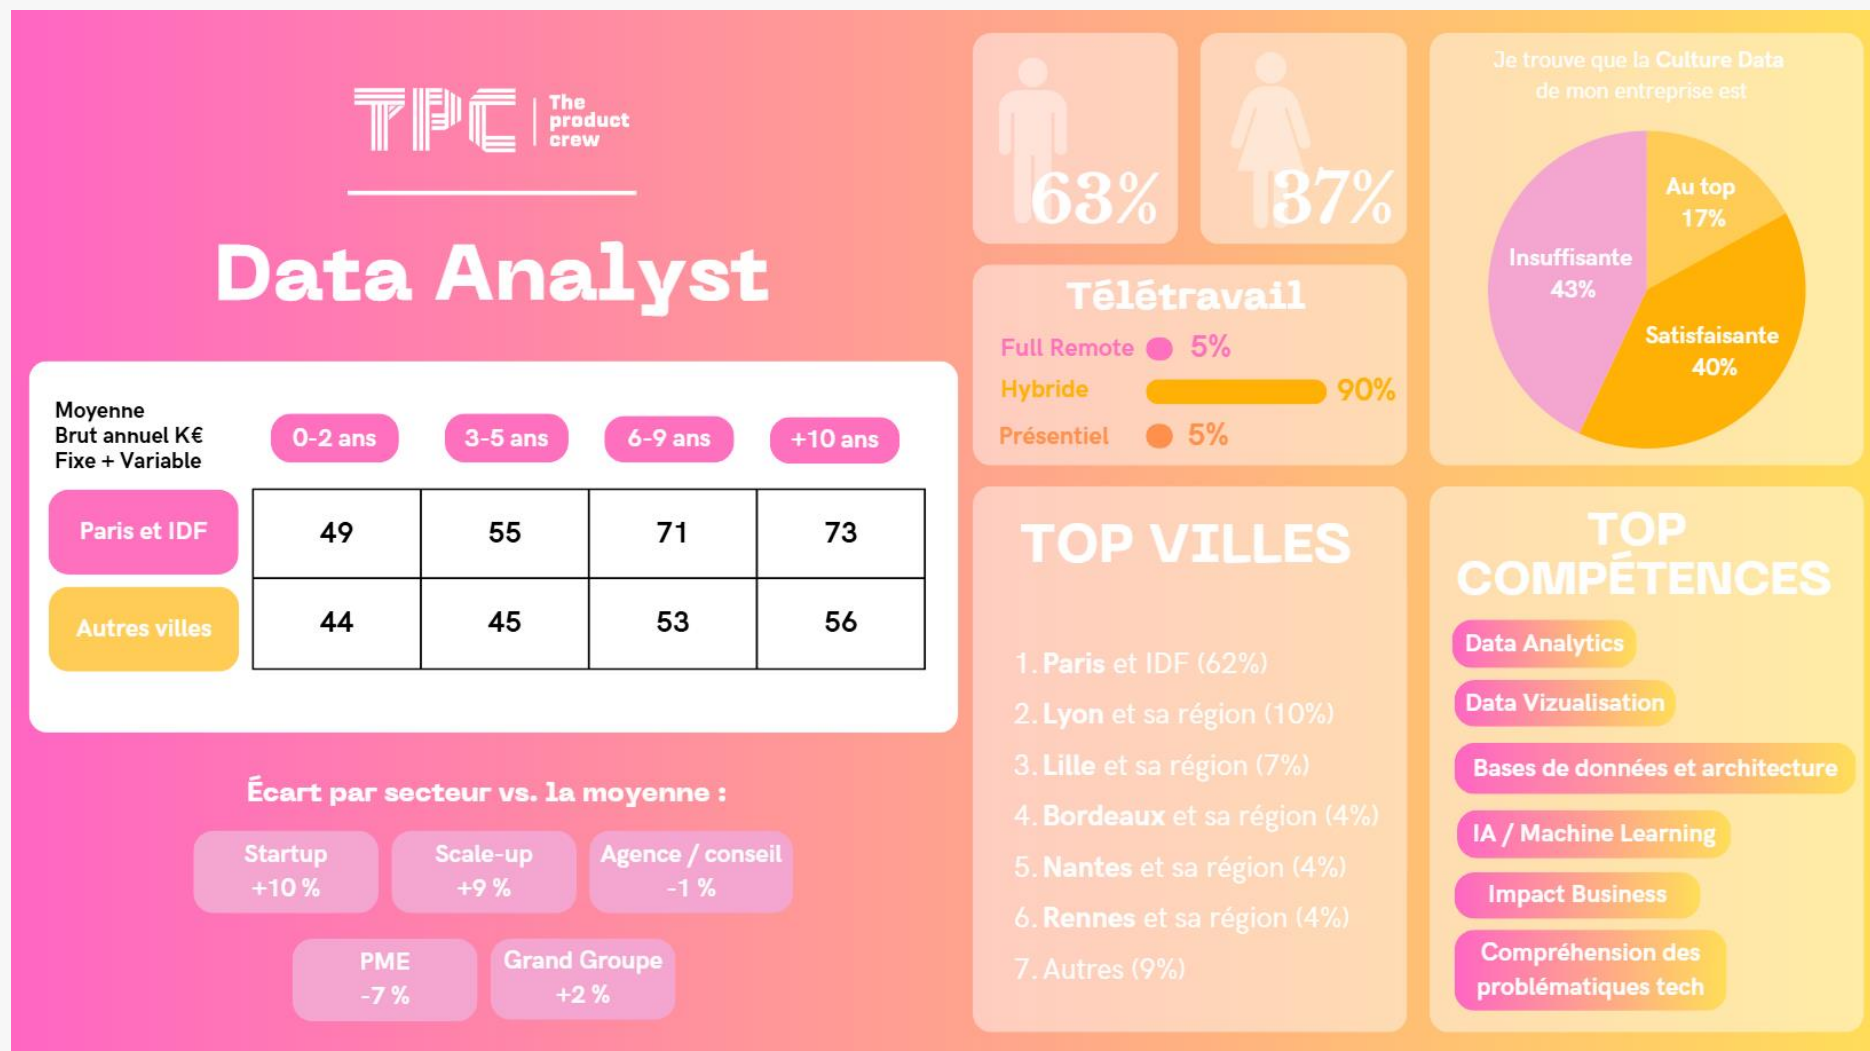 TPC
The
product
crew
Data Analyst
Moyenne
Brut annuel K€
Fixe + Variable
0-2 ans
3-5 ans
6-9 ans
+10 ans
Paris et IDF
49
55
71
73
Autres villes
44
45
53
56
Écart par secteur vs. la moyenne :
Startup
+10 %
Scale-up
+9 %
Agence / conseil
-1 %
PME
-7 %
Grand Groupe
+2 %
63%
37%
Télétravail
Full Remote 5%
Hybride 90%
Présentiel 5%
TOP VILLES
1. Paris et IDF (62%)
2. Lyon et sa région (10%)
3. Lille et sa région (7%)
4. Bordeaux et sa région (4%)
5. Nantes et sa région (4%)
6. Rennes et sa région (4%)
7. Autres (9%)
Je trouve que la Culture Data
de mon entreprise est
Au top
17%
Insuffisante
43%
Satisfaisante
40%
TOP
COMPÉTENCES
Data Analytics
Data Vizualisation
Bases de données et architecture
IA / Machine Learning
Impact Business
Compréhension des
problématiques tech